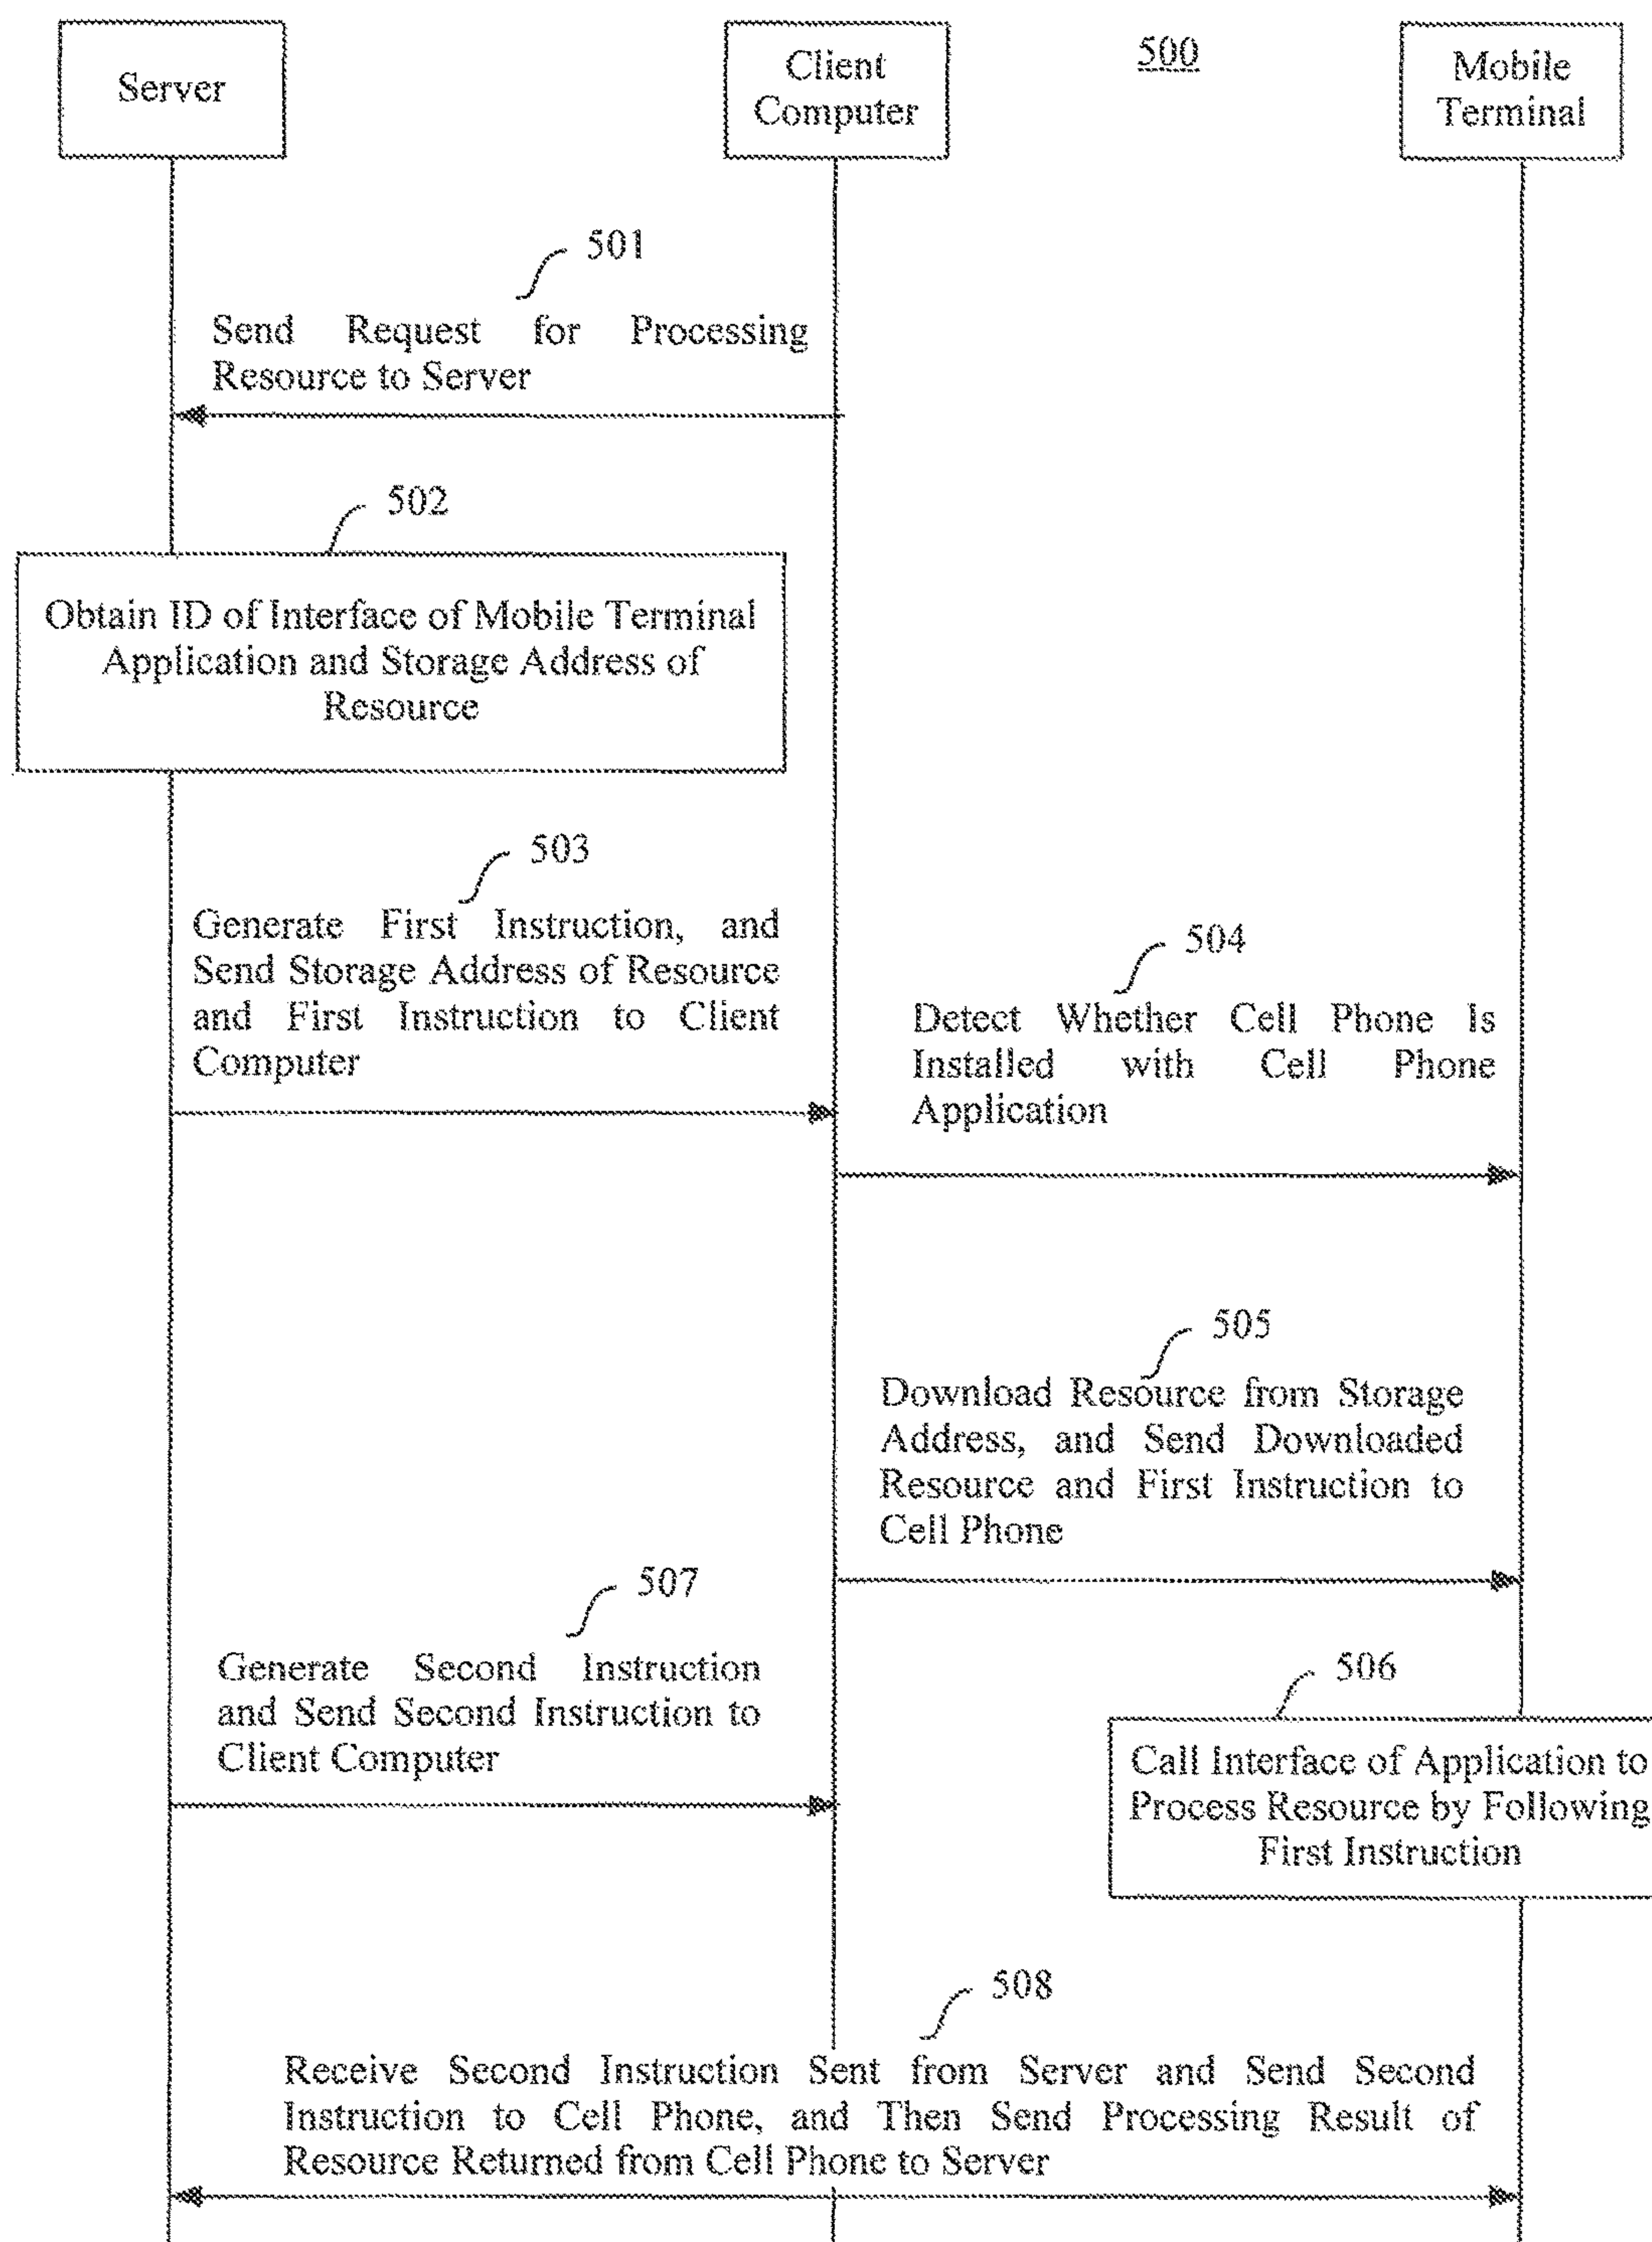 Server
Client
Computer
500
Mobile
Terminal
501
Send Request for Processing
Resource to Server
502
Obtain ID of Interface of Mobile Terminal
Application and Storage Address of
Resource
503
Generate First Instruction, and
Send Storage Address of Resource
and First Instruction to Client
Computer
504
Detect Whether Cell Phone Is
Installed with Cell Phone
Application
505
Download Resource from Storage
Address, and Send Downloaded
Resource and First Instruction to
Cell Phone
507
Generate Second Instruction
and Send Second Instruction to
Client Computer
506
Call Interface of Application to
Process Resource by Following
First Instruction
508
Receive Second Instruction Sent from Server and Send Second
Instruction to Cell Phone, and Then Send Processing Result of
Resource Returned from Cell Phone to Server